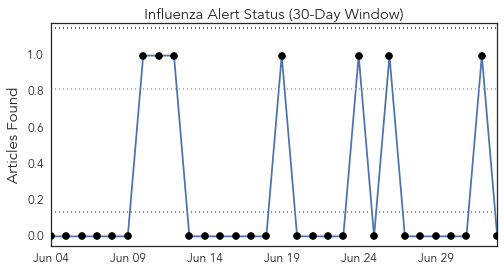 Influenza Alert Status (30-Day Window)
Articles Found
1.0
0.8
0.6
0.4
0.2
0.0
Jun 04 Jun 09 Jun 14 Jun 19 Jun 24 Jun 29